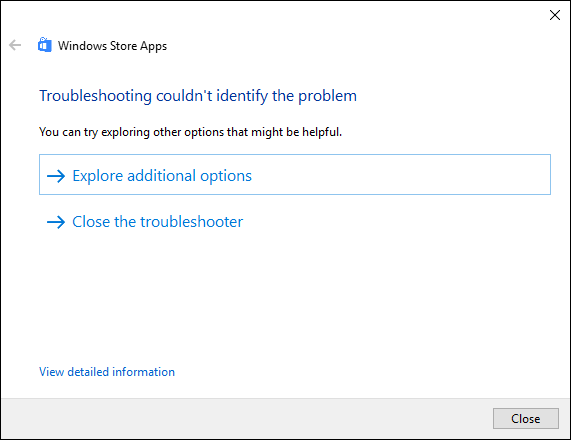 Windows Store Apps
Troubleshooting couldn't identify the problem
You can try exploring other options that might be helpful.
Explore additional options
Close the troubleshooter
View detailed information
Close